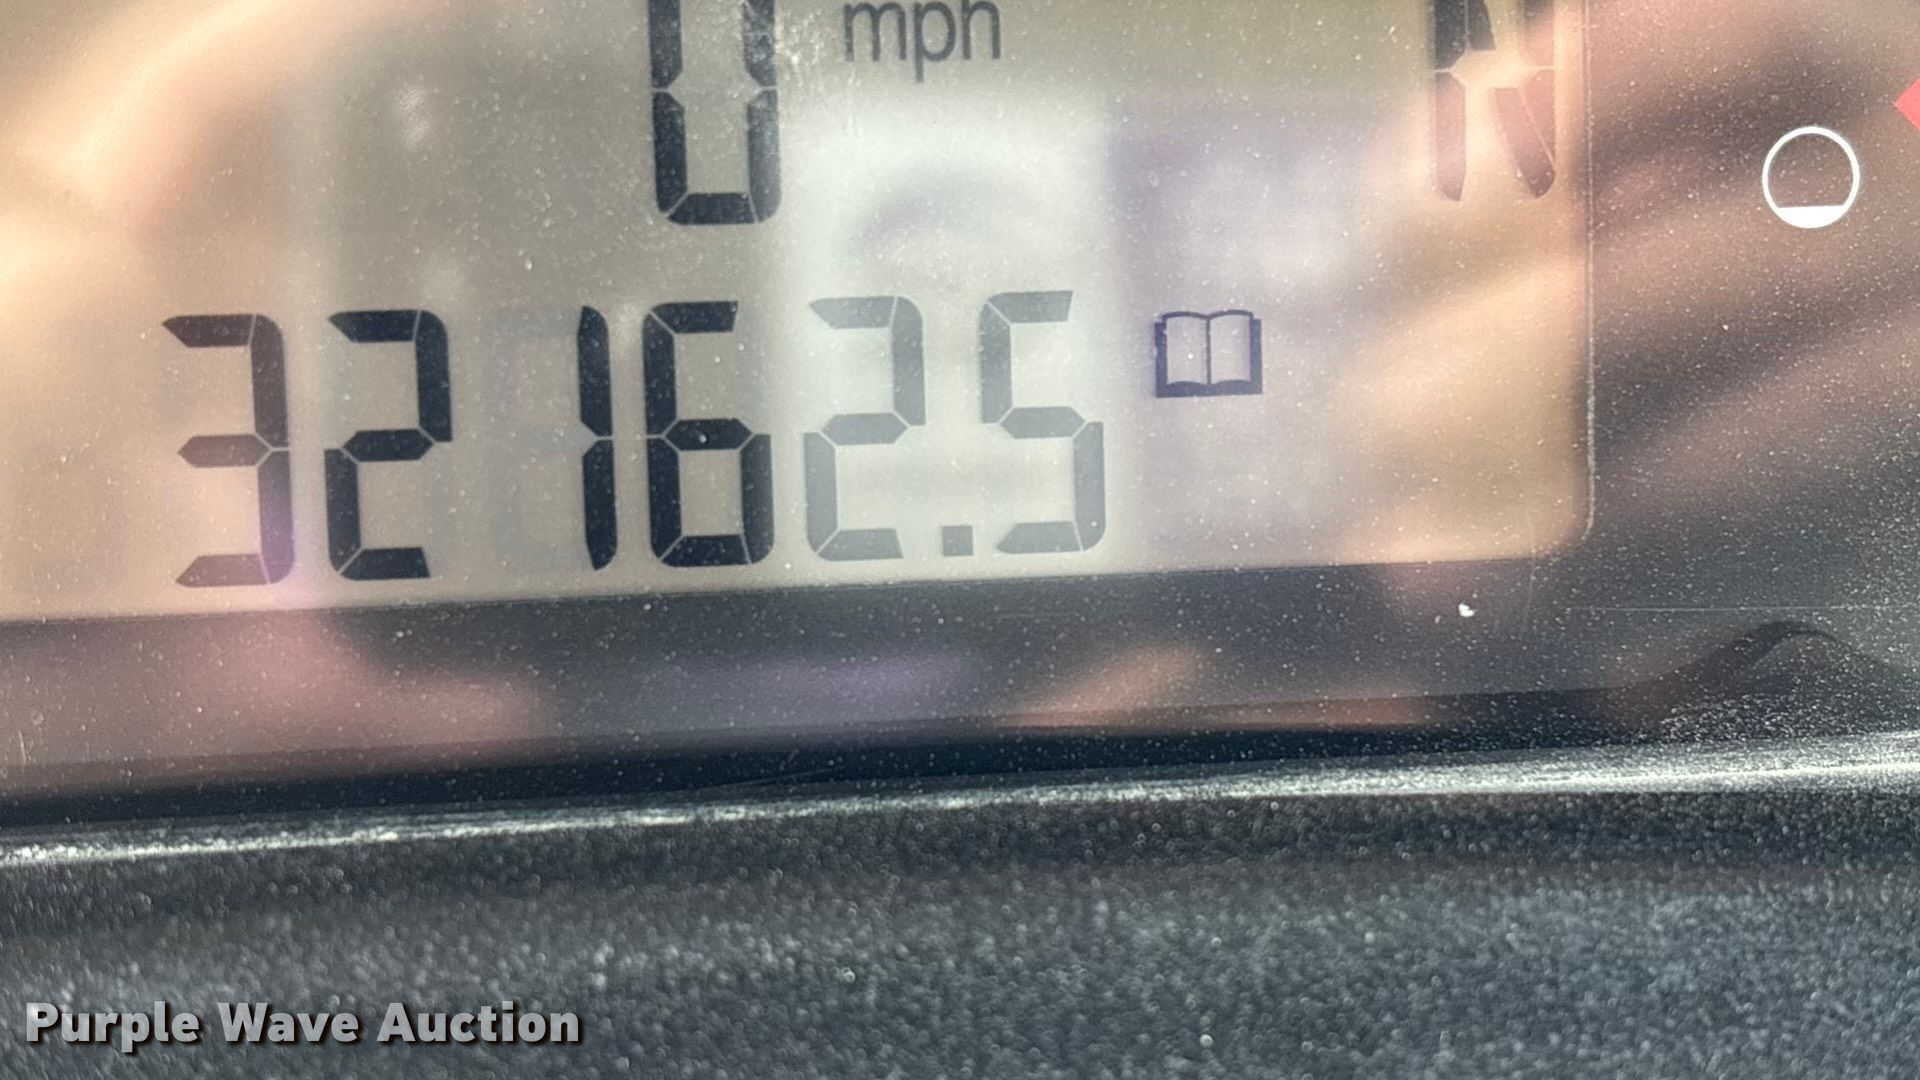 0 mph N
32162.5
Purple Wave Auction